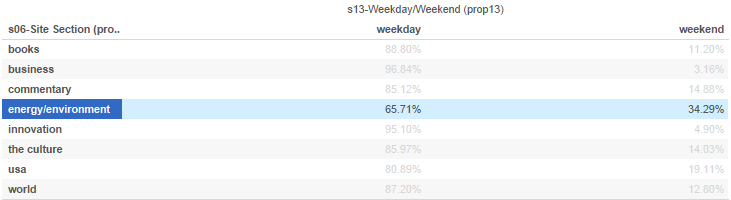 s13-Weekday/Weekend (prop13)
s06-Site Section (pro.. weekday weekend
books 88.80% 11.20%
business 96.84% 3.16%
commentary 85.12% 14.88%
energy/environment 65.71% 34.29%
innovation 95.10% 4.90%
the culture 85.97% 14.03%
usa 80.89% 19.11%
world 87.20% 12.80%